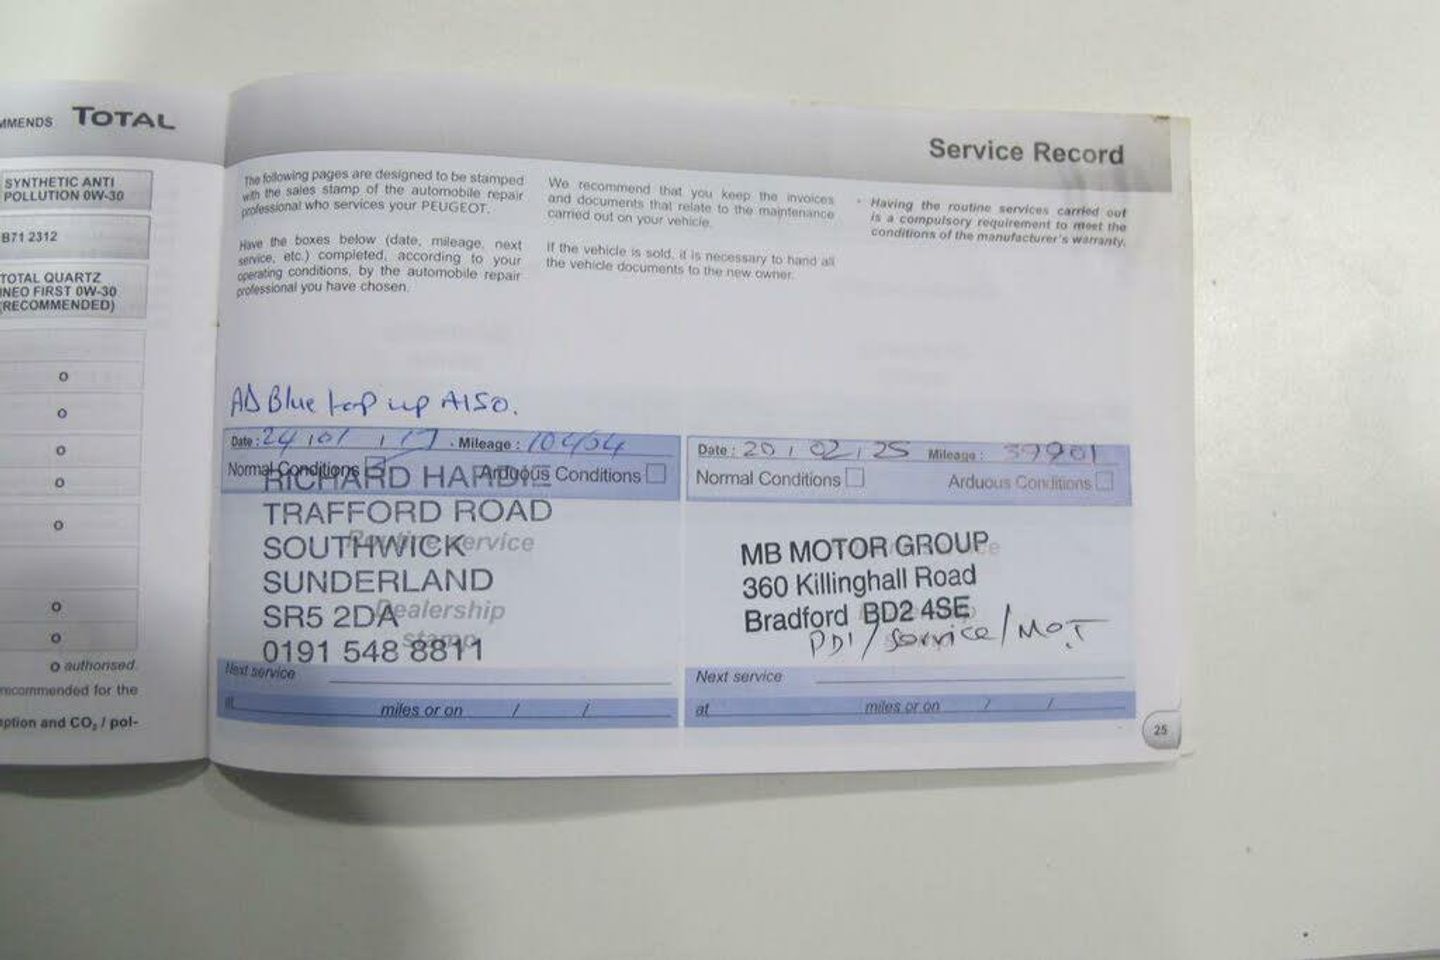 MMENDS TOTAL
SYNTHETIC ANTI
POLLUTION 0W-30
B71 2312
TOTAL QUARTZ
INEO FIRST 0W-30
(RECOMMENDED)
o
o
o
o
o
o
o
o authorised.
recommended for the
ption and CO₂ / pol-
Service Record
The following pages are designed to be stamped
with the sales stamp of the automobile repair
professional who services your PEUGEOT.
Have the boxes below (date, mileage, next
service, etc.) completed, according to your
operating conditions, by the automobile repair
professional you have chosen.
We recommend that you keep the invoices
and documents that relate to the maintenance
carried out on your vehicle.
If the vehicle is sold, it is necessary to hand all
the vehicle documents to the new owner.
Having the routine services carried out
is a compulsory requirement to meet the
conditions of the manufacturer's warranty.
AD Blue top up Also.
Date : 24 / 01 / 17 Mileage : 10404
Normal Conditions Arduous Conditions
RICHARD HARDIE
TRAFFORD ROAD
SOUTHWICK
Routine service
SUNDERLAND
SR5 2DA
Dealership
stamp
0191 548 8811
Next service
at miles or on / /
Date : 20 / 02 / 25 Mileage : 39901
Normal Conditions Arduous Conditions
MB MOTOR GROUP
360 Killinghall Road
Bradford BD2 4SE
PDI / Service / MOT
Next service
at miles or on / /
25